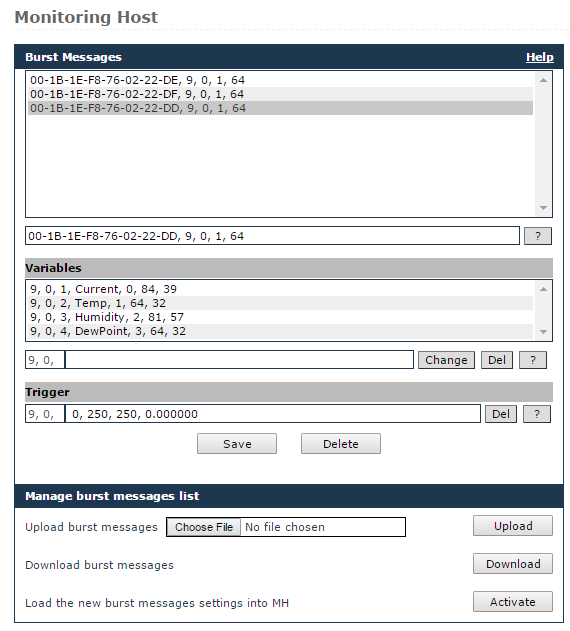 Monitoring Host
Burst Messages Help
00-1B-1E-F8-76-02-22-DE, 9, 0, 1, 64
00-1B-1E-F8-76-02-22-DF, 9, 0, 1, 64
00-1B-1E-F8-76-02-22-DD, 9, 0, 1, 64
00-1B-1E-F8-76-02-22-DD, 9, 0, 1, 64 ?
Variables
9, 0, 1, Current, 0, 84, 39
9, 0, 2, Temp, 1, 64, 32
9, 0, 3, Humidity, 2, 81, 57
9, 0, 4, DewPoint, 3, 64, 32
9, 0, Change Del ?
Trigger
9, 0, 0, 250, 250, 0.000000 Del ?
Save Delete
Manage burst messages list
Upload burst messages Choose File No file chosen Upload
Download burst messages Download
Load the new burst messages settings into MH Activate